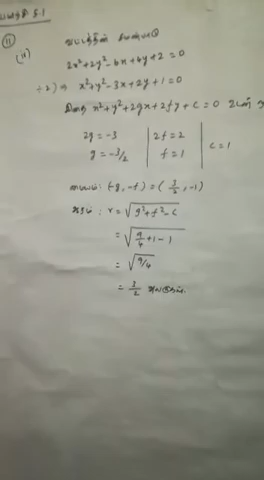 பயிற்சி 5.1
(11)
(iv) வட்டத்தின் சமன்பாடு
2x²+2y²-6x+4y+2=0
÷2) ⇒ x²+y²-3x+2y+1=0
இதை x²+y²+2gx+2fy+c=0 உடன்
2g=-3 | 2f=2 | c=1
g=-3/2 | f=1
மையம்: (-g,-f) = (3/2,-1)
ஆரம்: r=√g²+f²-c
=√9/4+1-1
=√9/4
=3/2 அலகுகள்.